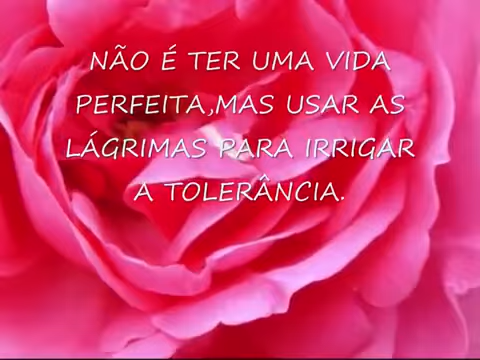 NÃO É TER UMA VIDA
PERFEITA,MAS USAR AS
LÁGRIMAS PARA IRRIGAR
A TOLERÂNCIA.